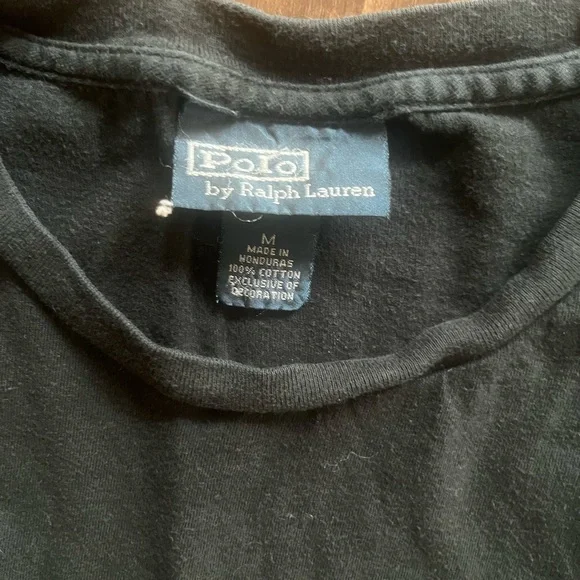 Polo
by Ralph Lauren
M
MADE IN
HONDURAS
100% COTTON
EXCLUSIVE OF
DECORATION